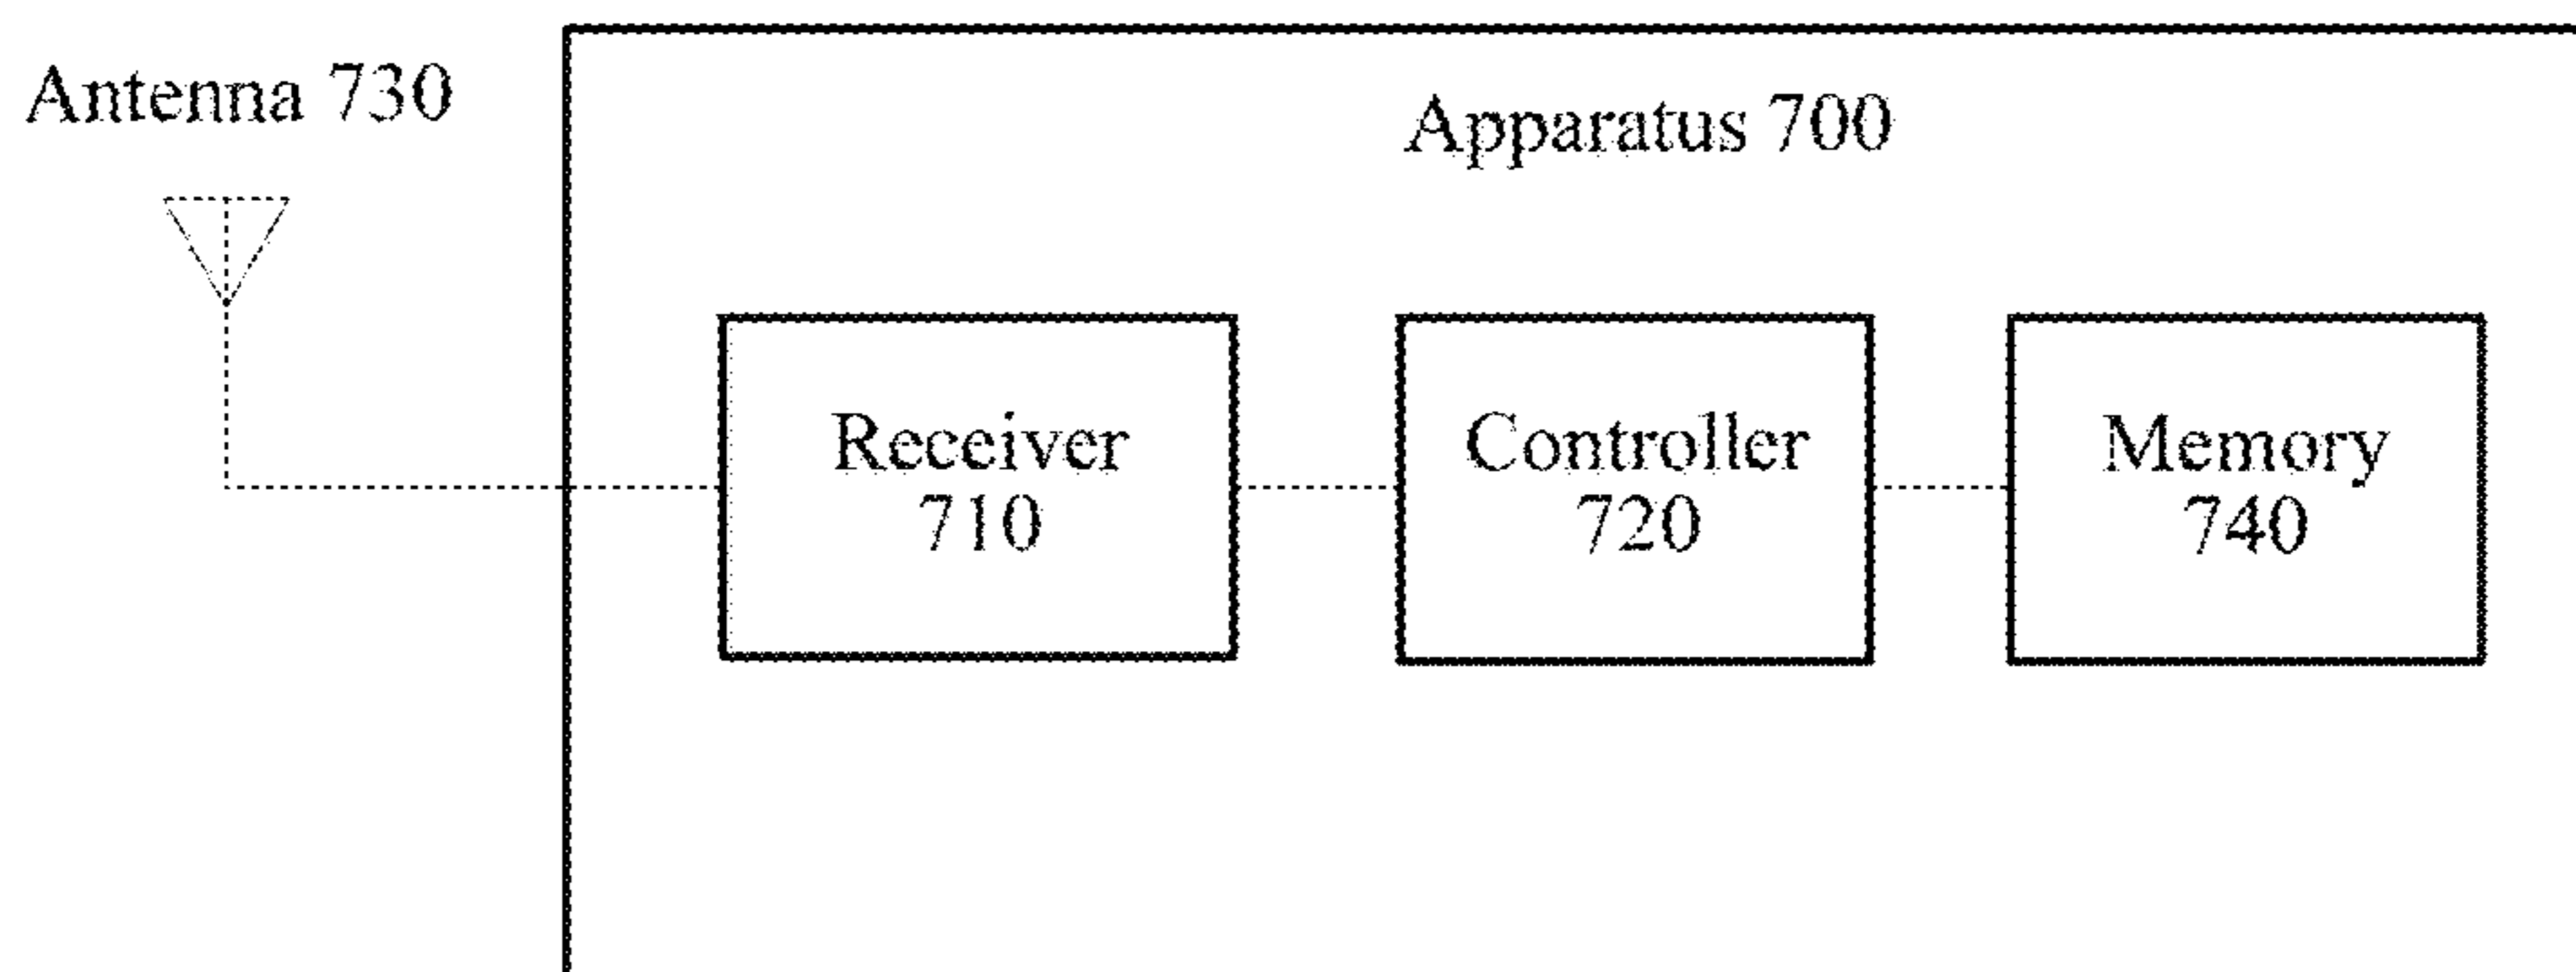 Antenna 730
Apparatus 700
Receiver
710
Controller
720
Memory
740